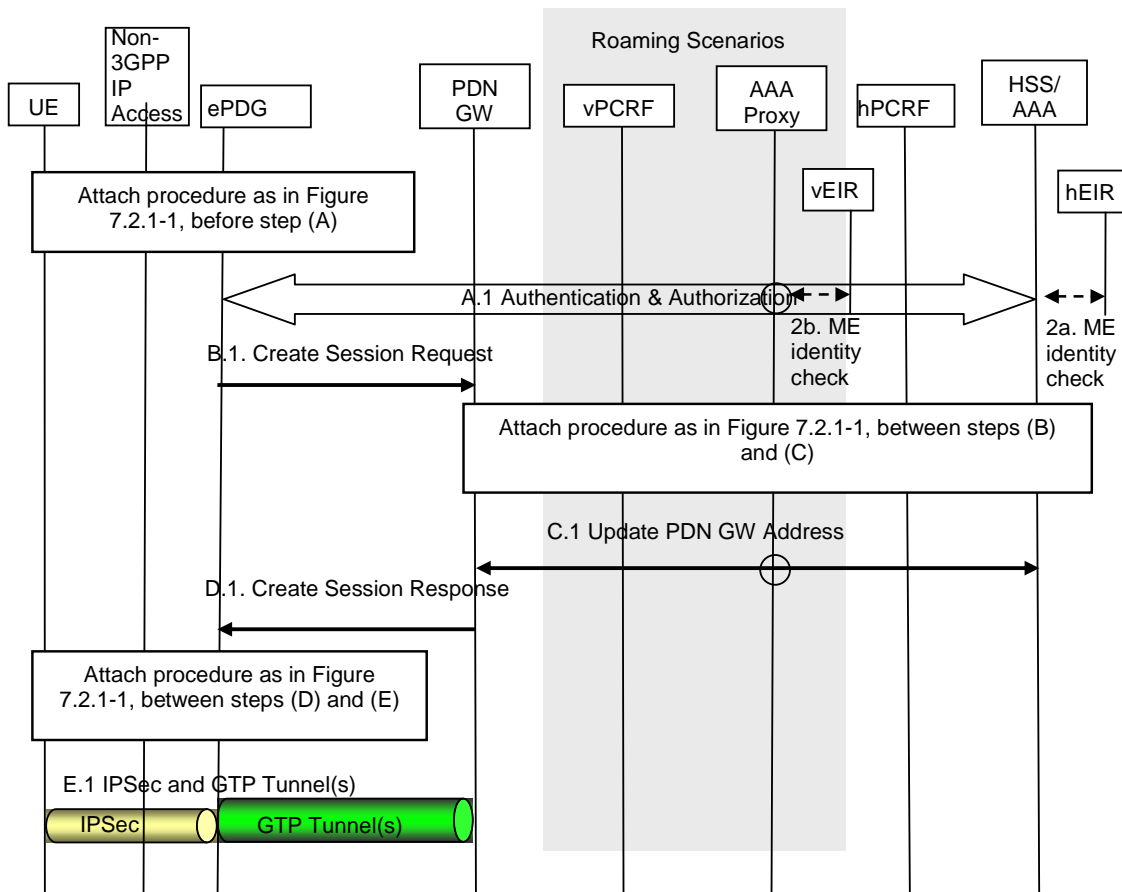 Roaming Scenarios
UE
Non-
3GPP
IP
Access
ePDG
PDN
GW
vPCRF
AAA
Proxy
hPCRF
HSS/
AAA
vEIR
hEIR
Attach procedure as in Figure
7.2.1-1, before step (A)
A.1 Authentication & Authorization
2b. ME
identity
check
2a. ME
identity
check
B.1. Create Session Request
Attach procedure as in Figure 7.2.1-1, between steps (B)
and (C)
C.1 Update PDN GW Address
D.1. Create Session Response
Attach procedure as in Figure
7.2.1-1, between steps (D) and (E)
E.1 IPSec and GTP Tunnel(s)
IPSec
GTP Tunnel(s)